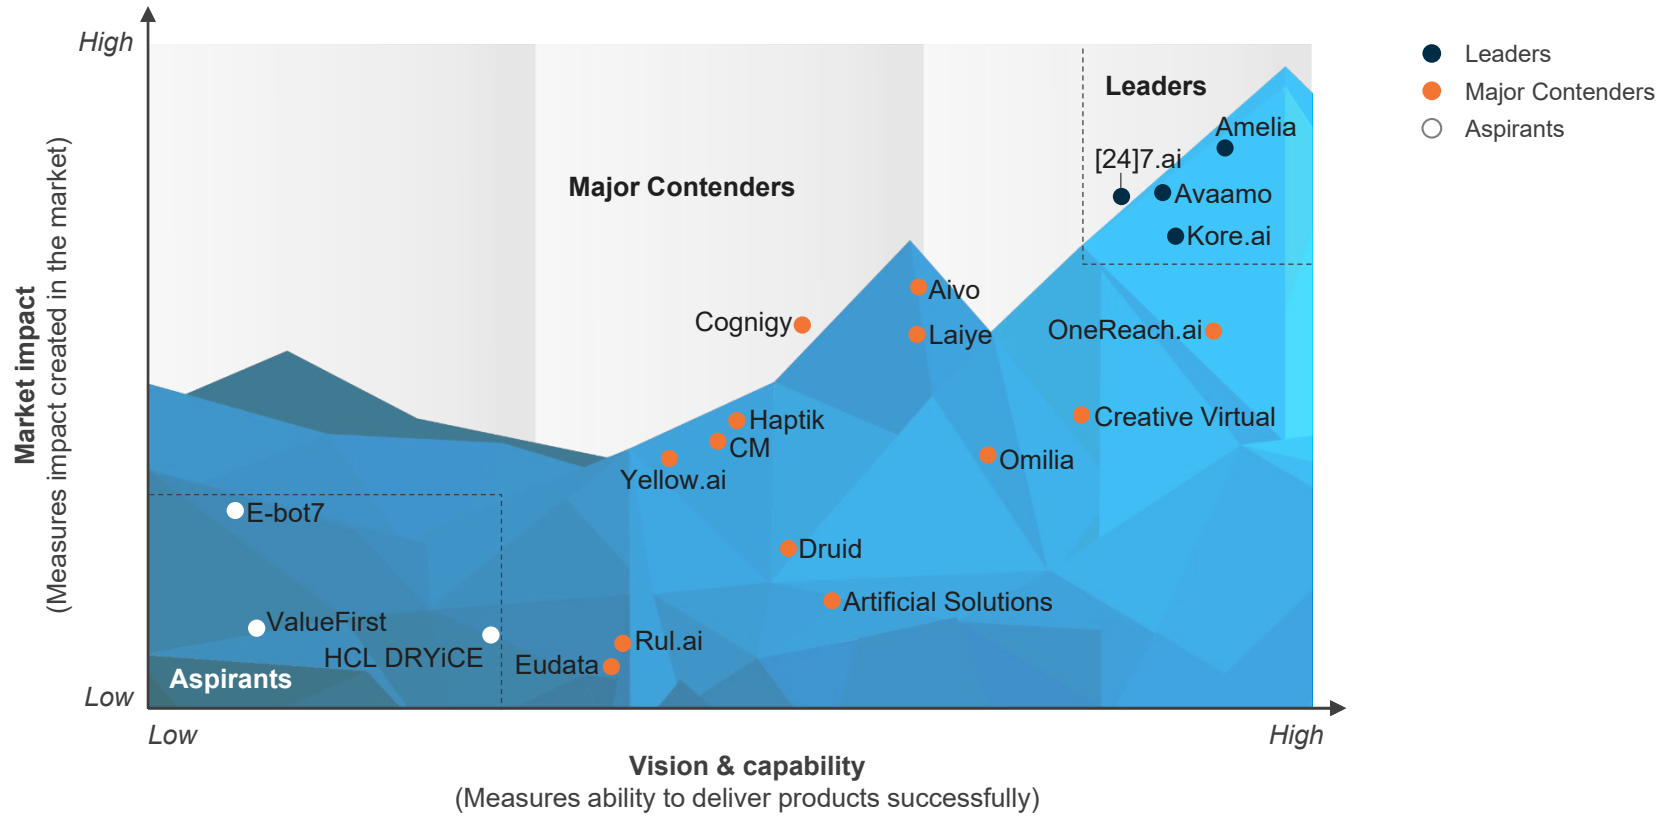 High
Leaders
Major Contenders
Aspirants
Leaders
Amelia
[24]7.ai
Major Contenders
Avaamo
Kore.ai
Aivo
Cognigy
Laiye
OneReach.ai
Haptik
Creative Virtual
CM
Omilia
Yellow.ai
E-bot7
Druid
Artificial Solutions
ValueFirst
Rul.ai
HCL DRYiCE
Eudata
Aspirants
Market impact
(Measures impact created in the market)
Low
Low
High
Vision & capability
(Measures ability to deliver products successfully)